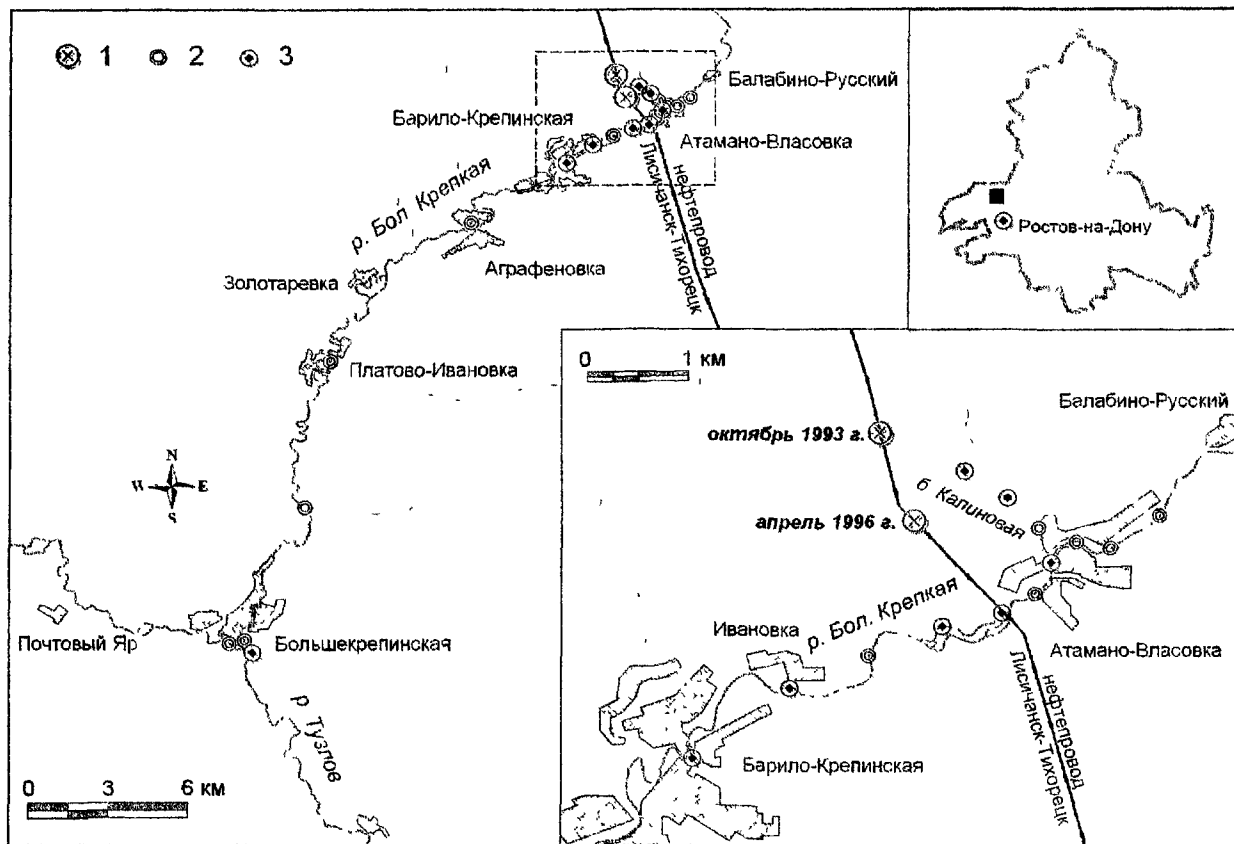 1 2 3
Балабино-Русский
Барило-Крепинская
Атамано-Власовка
р. Бол Крепкая
нефтепровод
Лисичанск-Тихорецк
Аграфеновка
Золотаревка
Платово-Ивановка
N
W E
S
Почтовый Яр
Большекрепинская
р Тузлов
0 3 6 км
Ростов-на-Дону
0 1 км
Балабино-Русский
октябрь 1993 г.
б Калиновая
апрель 1996 г.
р. Бол. Крепкая
Ивановка
Атамано-Власовка
нефтепровод
Лисичанск-Тихорецк
Барило-Крепинская